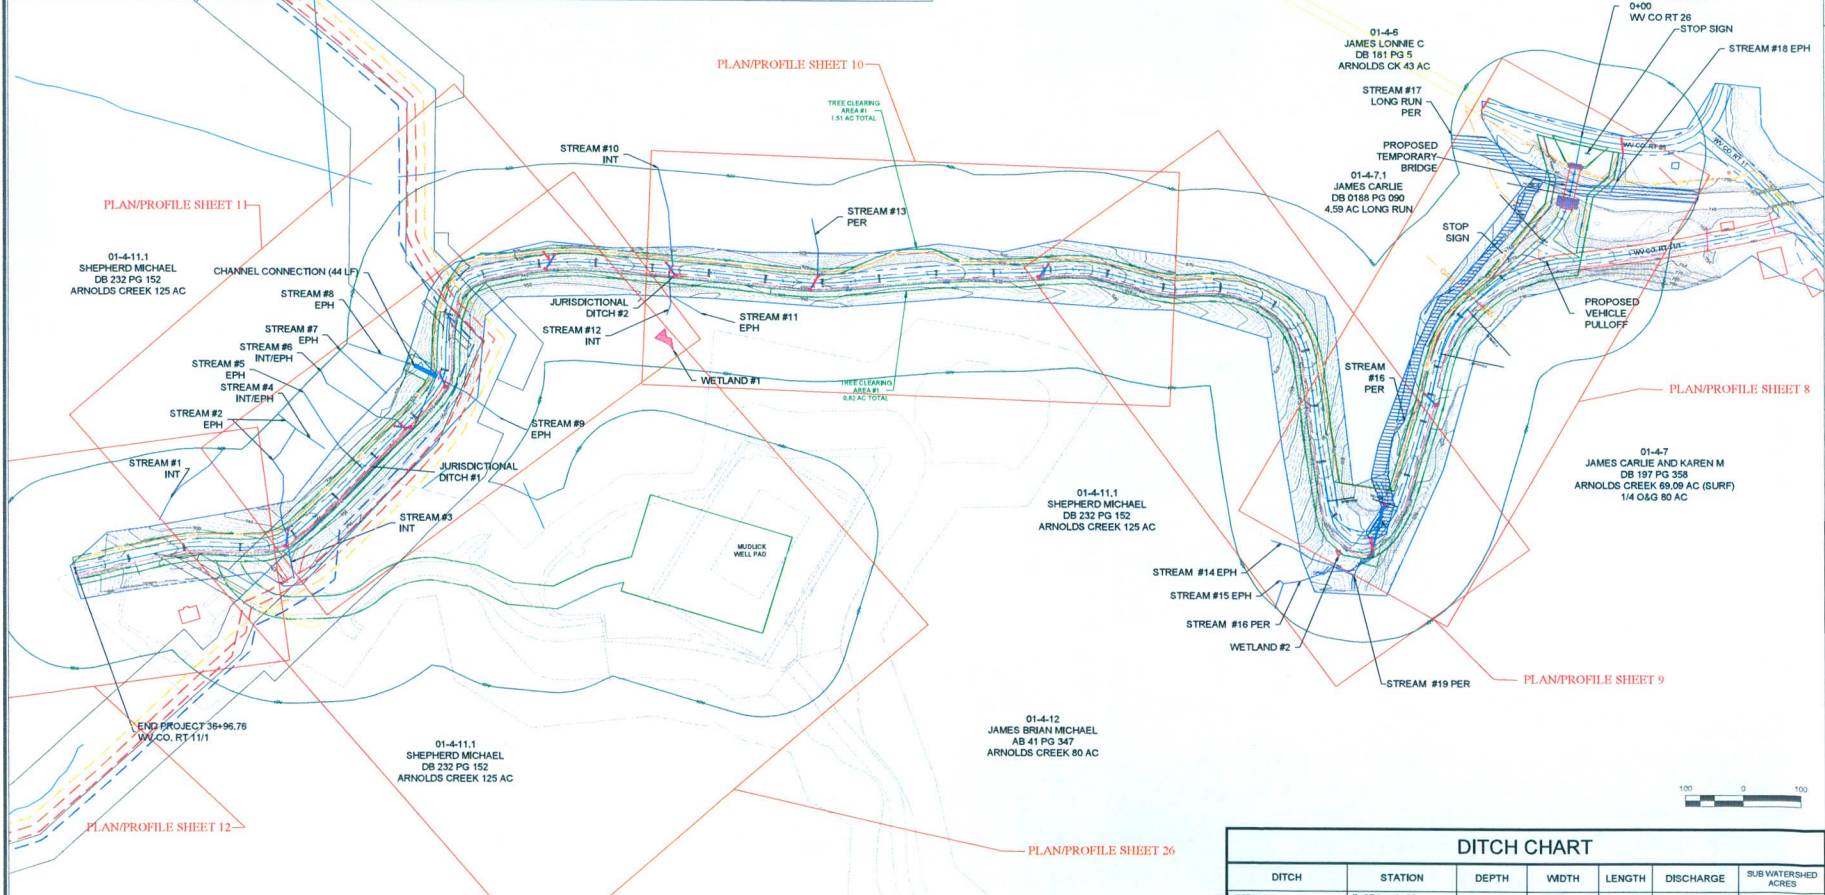 0+00
WV CO RT 26
STOP SIGN
STREAM #18 EPH
01-4-6
JAMES LONNIE C
DB 181 PG 5
ARNOLDS CK 43 AC
STREAM #17
LONG RUN
PER
PROPOSED
TEMPORARY
BRIDGE
01-4-7.1
JAMES CARLIE
DB 0188 PG 090
4.59 AC LONG RUN
STOP
SIGN
WV CO. RT 11/1
PROPOSED
VEHICLE
PULLOFF
PLAN/PROFILE SHEET 10
TREE CLEARING
AREA #1
1.51 AC TOTAL
STREAM #10
INT
STREAM #13
PER
PLAN/PROFILE SHEET 11
01-4-11.1
SHEPHERD MICHAEL
DB 232 PG 152
ARNOLDS CREEK 125 AC
CHANNEL CONNECTION (44 LF)
STREAM #8
EPH
STREAM #7
EPH
STREAM #6
INT/EPH
STREAM #5
EPH
STREAM #4
INT/EPH
STREAM #2
EPH
STREAM #1
INT
JURISDICTIONAL
DITCH #2
STREAM #12
INT
STREAM #11
EPH
WETLAND #1
TREE CLEARING
AREA #1
0.82 AC TOTAL
STREAM #9
EPH
JURISDICTIONAL
DITCH #1
STREAM #3
INT
MUDLICK
WELL PAD
STREAM
#16
PER
PLAN/PROFILE SHEET 8
01-4-7
JAMES CARLIE AND KAREN M
DB 197 PG 358
ARNOLDS CREEK 69.09 AC (SURF)
1/4 O&G 80 AC
01-4-11.1
SHEPHERD MICHAEL
DB 232 PG 152
ARNOLDS CREEK 125 AC
STREAM #14 EPH
STREAM #15 EPH
STREAM #16 PER
WETLAND #2
STREAM #19 PER
PLAN/PROFILE SHEET 9
END PROJECT 36+96.76
WV CO. RT 11/1
01-4-11.1
SHEPHERD MICHAEL
DB 232 PG 152
ARNOLDS CREEK 125 AC
01-4-12
JAMES BRIAN MICHAEL
AB 41 PG 347
ARNOLDS CREEK 80 AC
PLAN/PROFILE SHEET 12
PLAN/PROFILE SHEET 26
100 0 100
DITCH CHART
DITCH STATION DEPTH WIDTH LENGTH DISCHARGE SUB WATERSHED ACRES